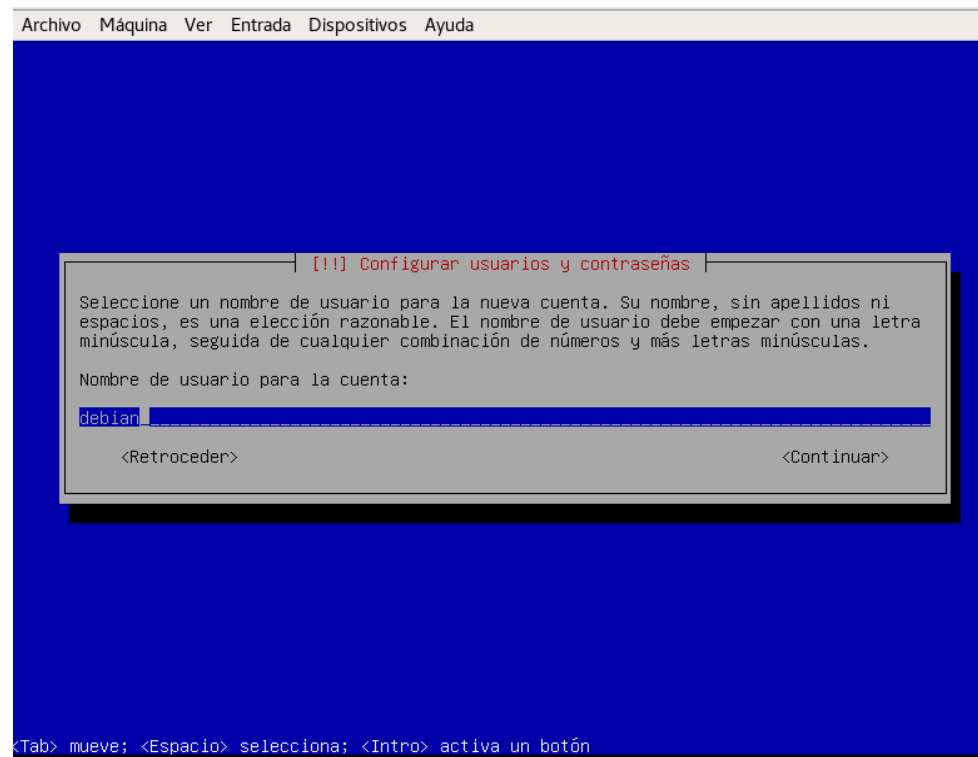 Archivo Máquina Ver Entrada Dispositivos Ayuda
[!!] Configurar usuarios y contraseñas
Seleccione un nombre de usuario para la nueva cuenta. Su nombre, sin apellidos ni
espacios, es una elección razonable. El nombre de usuario debe empezar con una letra
minúscula, seguida de cualquier combinación de números y más letras minúsculas.
Nombre de usuario para la cuenta:
debian
<Retroceder> <Continuar>
<Tab> mueve; <Espacio> selecciona; <Intro> activa un botón